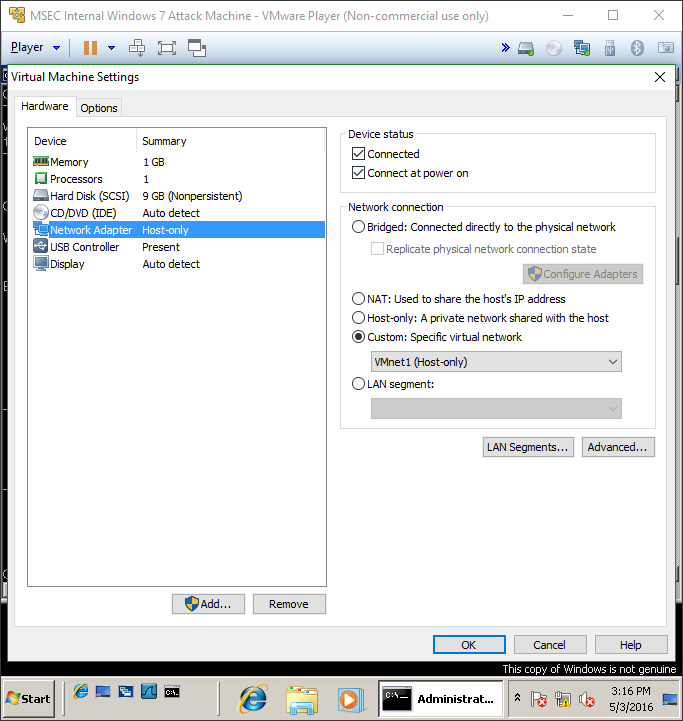 MSEC Internal Windows 7 Attack Machine - VMware Player (Non-commercial use only)
Player
Virtual Machine Settings
Hardware
Options
Device
Summary
Memory
1 GB
Processors
1
Hard Disk (SCSI)
9 GB (Nonpersistent)
CD/DVD (IDE)
Auto detect
Network Adapter
Host-only
USB Controller
Present
Display
Auto detect
Add...
Remove
Device status
Connected
Connect at power on
Network connection
Bridged: Connected directly to the physical network
Replicate physical network connection state
Configure Adapters
NAT: Used to share the host's IP address
Host-only: A private network shared with the host
Custom: Specific virtual network
VMnet1 (Host-only)
LAN segment:
LAN Segments...
Advanced...
OK
Cancel
Help
This copy of Windows is not genuine
Start
C:\.
C:\.
Administrat...
3:16 PM
5/3/2016